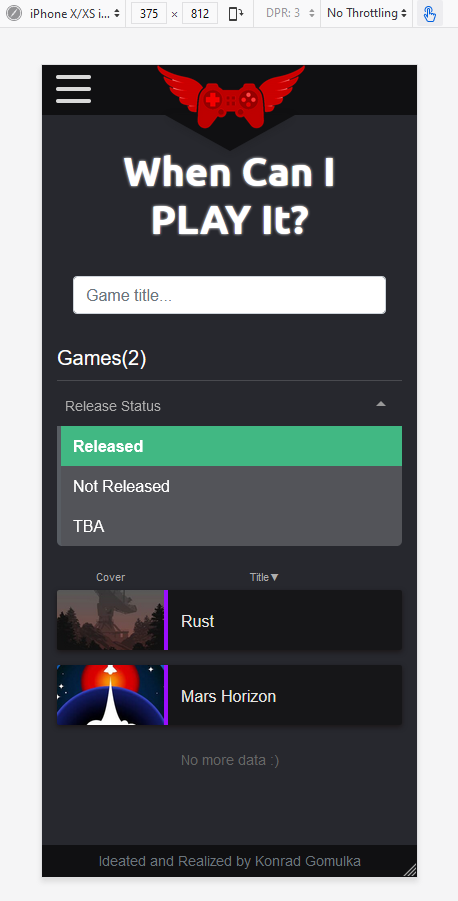 iPhone X/XS i... 375 × 812 DPR: 3 No Throttling
When Can I
PLAY It?
Game title...
Games(2)
Release Status
Released
Not Released
TBA
Cover Title▼
Rust
Mars Horizon
No more data :)
Ideated and Realized by Konrad Gomulka